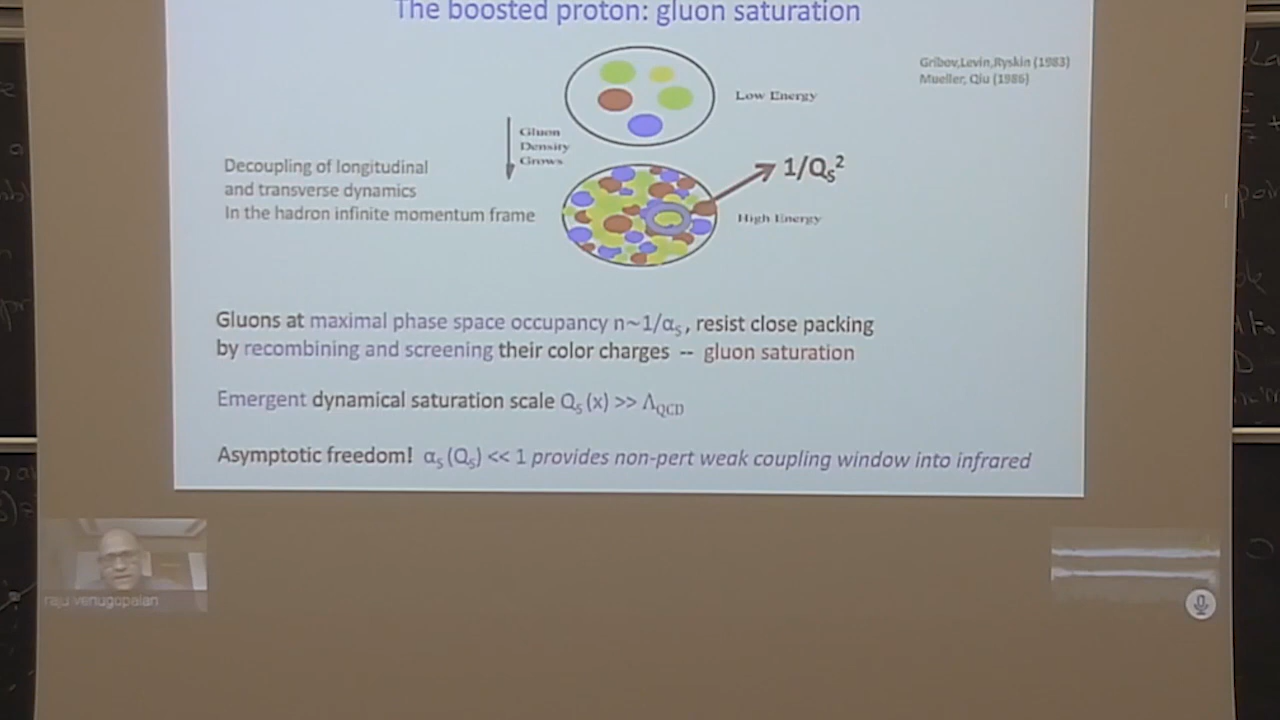 The boosted proton: gluon saturation
Gribov,Levin,Ryskin (1983)
Mueller, Qiu (1986)
Low Energy
Gluon
Density
Grows
Decoupling of longitudinal
and transverse dynamics
In the hadron infinite momentum frame
1/Qs²
High Energy
Gluons at maximal phase space occupancy n~1/αs, resist close packing
by recombining and screening their color charges -- gluon saturation
Emergent dynamical saturation scale Qs (x) >> ΛQCD
Asymptotic freedom! αs (Qs) << 1 provides non-pert weak coupling window into infrared
raju venugopalan